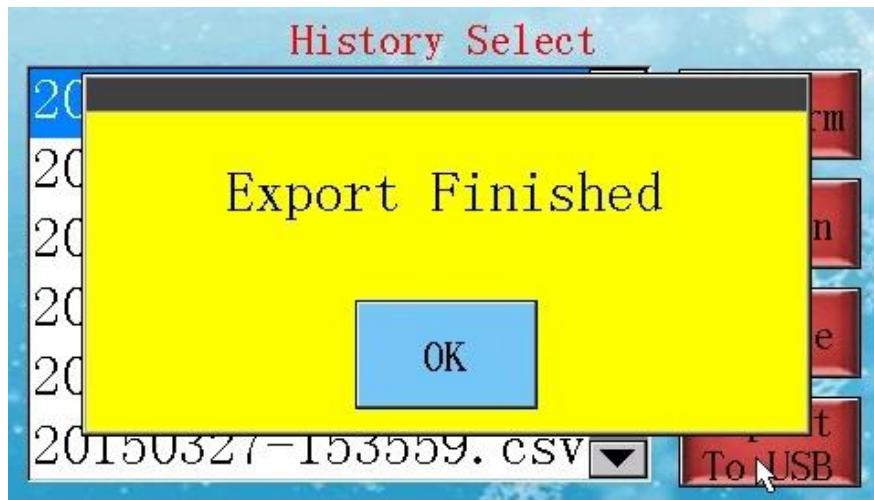 History Select
Export Finished
OK
20150327-153559.csv
To USB